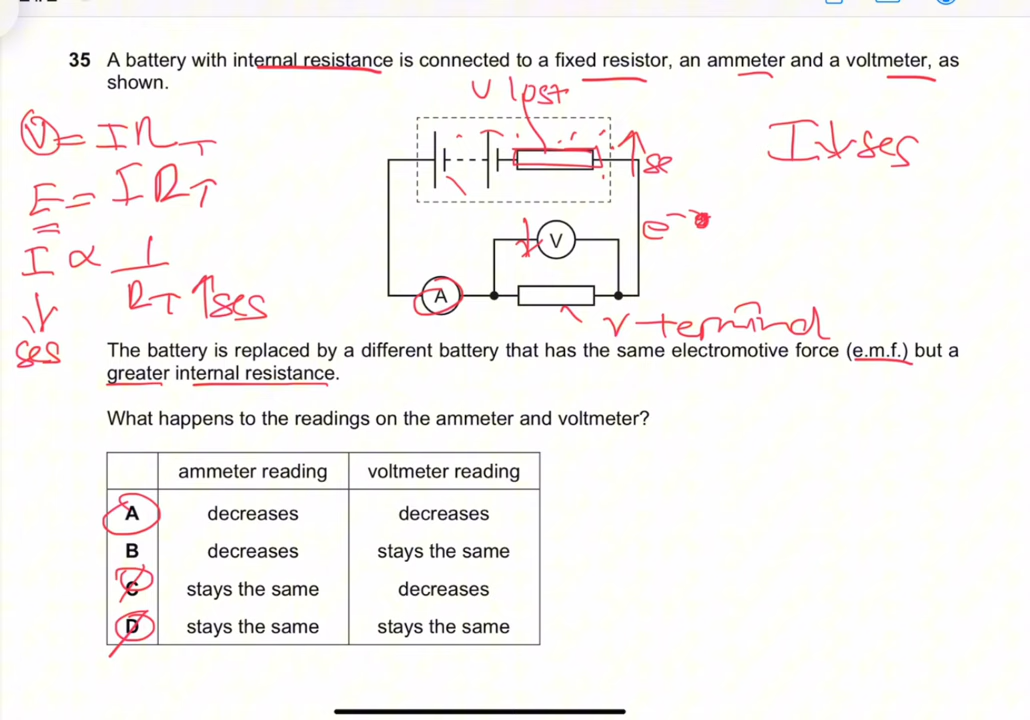 35 A battery with internal resistance is connected to a fixed resistor, an ammeter and a voltmeter, as
shown.
V lost
V = IR_T
I↓ses
E = IR_T
↑se
V
e⁻
I ∝ 1/R_T ↑ses
A
V-terminal
↓
ses
The battery is replaced by a different battery that has the same electromotive force (e.m.f.) but a
greater internal resistance.
What happens to the readings on the ammeter and voltmeter?
ammeter reading voltmeter reading
A decreases decreases
B decreases stays the same
C stays the same decreases
D stays the same stays the same